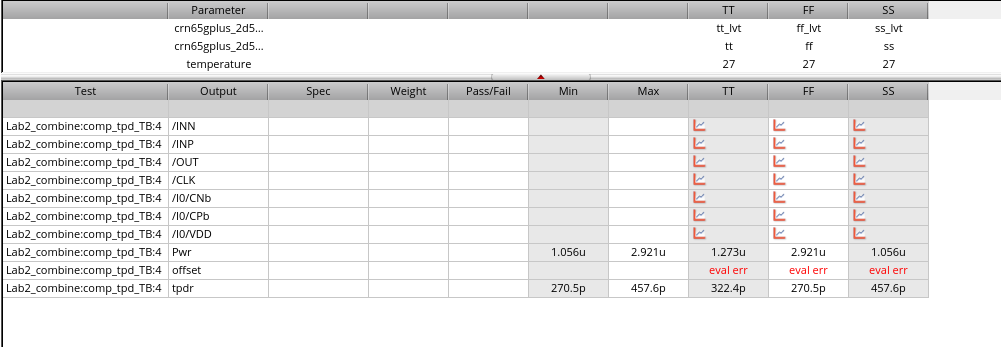 Parameter TT FF SS
crn65gplus_2d5... tt_lvt ff_lvt ss_lvt
crn65gplus_2d5... tt ff ss
temperature 27 27 27
Test Output Spec Weight Pass/Fail Min Max TT FF SS
Lab2_combine:comp_tpd_TB:4 /INN
Lab2_combine:comp_tpd_TB:4 /INP
Lab2_combine:comp_tpd_TB:4 /OUT
Lab2_combine:comp_tpd_TB:4 /CLK
Lab2_combine:comp_tpd_TB:4 /I0/CNb
Lab2_combine:comp_tpd_TB:4 /I0/CPb
Lab2_combine:comp_tpd_TB:4 /I0/VDD
Lab2_combine:comp_tpd_TB:4 Pwr 1.056u 2.921u 1.273u 2.921u 1.056u
Lab2_combine:comp_tpd_TB:4 offset eval err eval err eval err
Lab2_combine:comp_tpd_TB:4 tpdr 270.5p 457.6p 322.4p 270.5p 457.6p